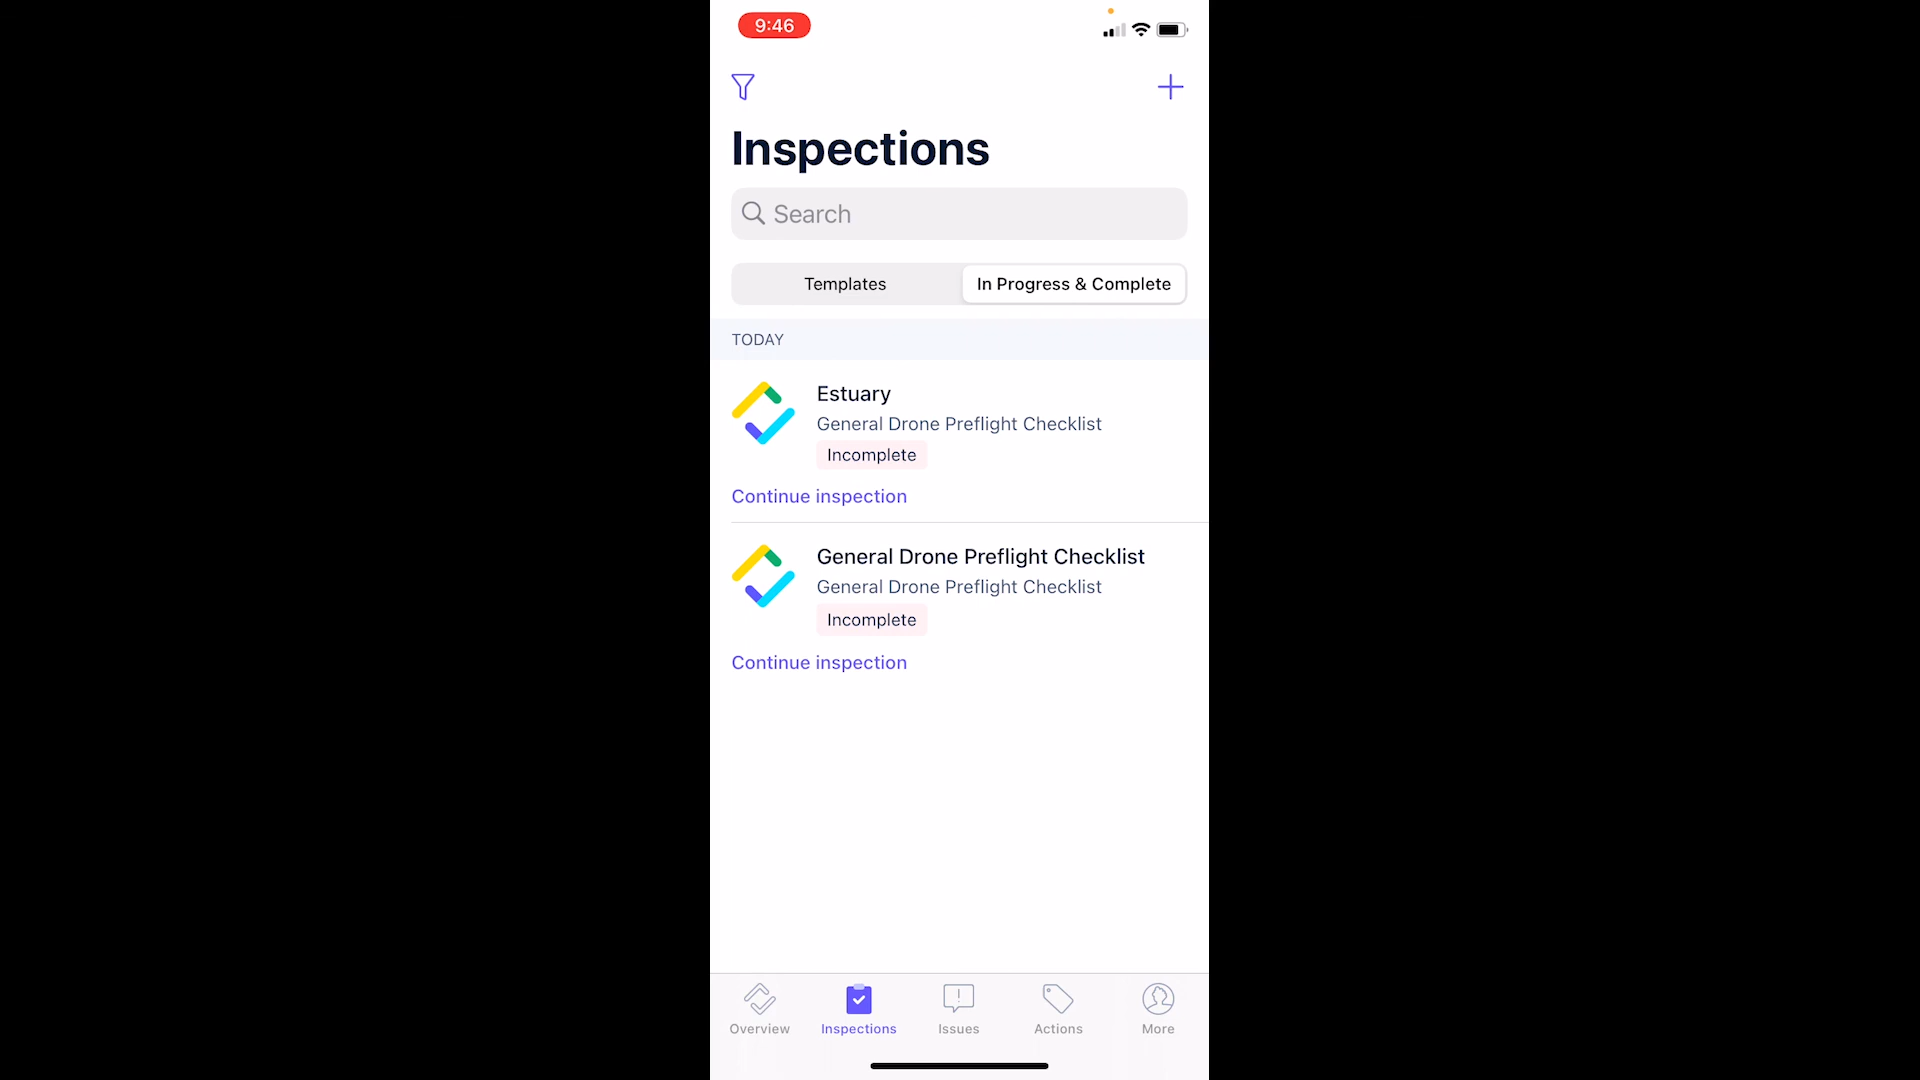 9:46
Inspections
Search
Templates
In Progress & Complete
TODAY
Estuary
General Drone Preflight Checklist
Incomplete
Continue inspection
General Drone Preflight Checklist
General Drone Preflight Checklist
Incomplete
Continue inspection
Overview
Inspections
Issues
Actions
More